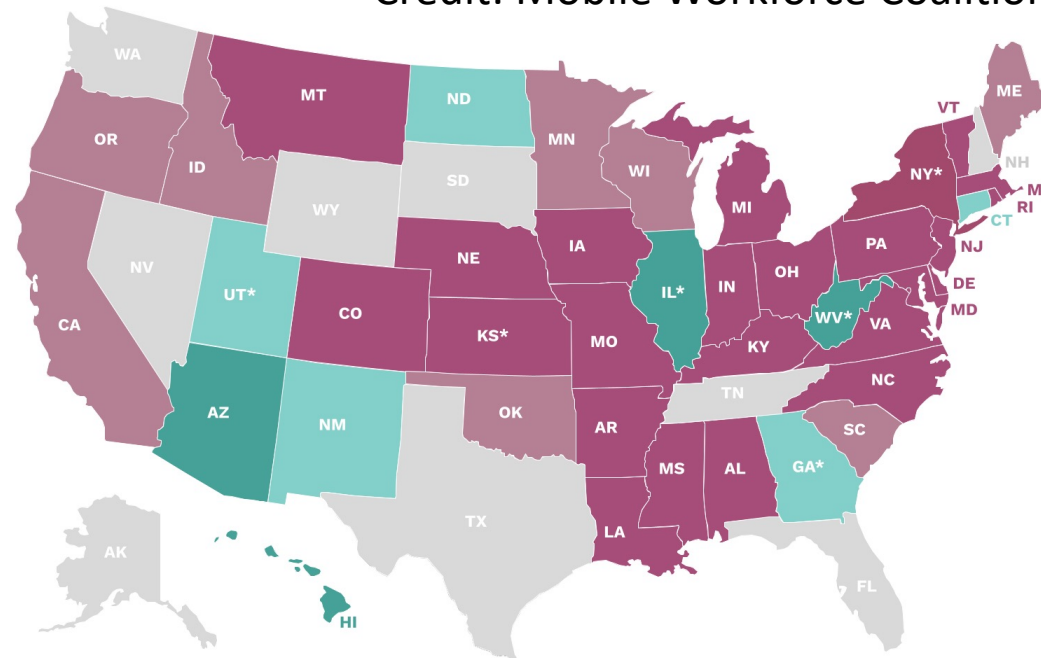 Credit: Mobile Workforce Coalition
WA
MT
ND
ME
VT
OR
MN
ID
NH
SD
WI
NY*
M
WY
MI
RI
CT
IA
PA
NE
NJ
NV
OH
UT*
IL*
IN
DE
CO
MD
WV*
CA
KS*
MO
VA
KY
NC
TN
AZ
OK
NM
AR
SC
MS
AL
GA*
TX
LA
AK
FL
HI